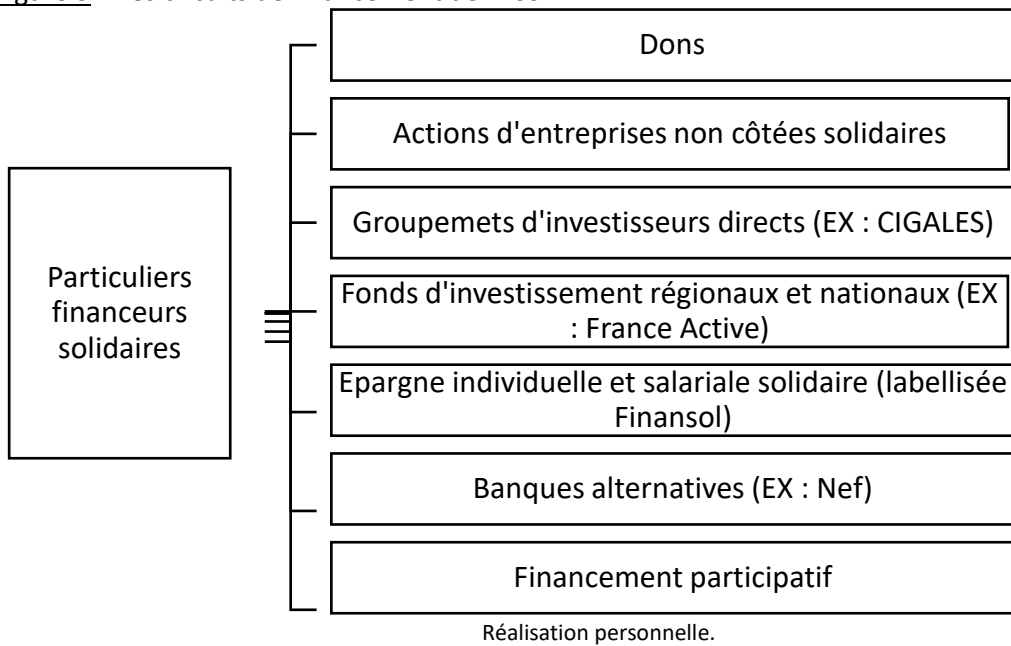 Dons
Actions d'entreprises non côtées solidaires
Groupemets d'investisseurs directs (EX : CIGALES)
Particuliers
financeurs
solidaires
Fonds d'investissement régionaux et nationaux (EX
: France Active)
Epargne individuelle et salariale solidaire (labellisée
Finansol)
Banques alternatives (EX : Nef)
Financement participatif
Réalisation personnelle.